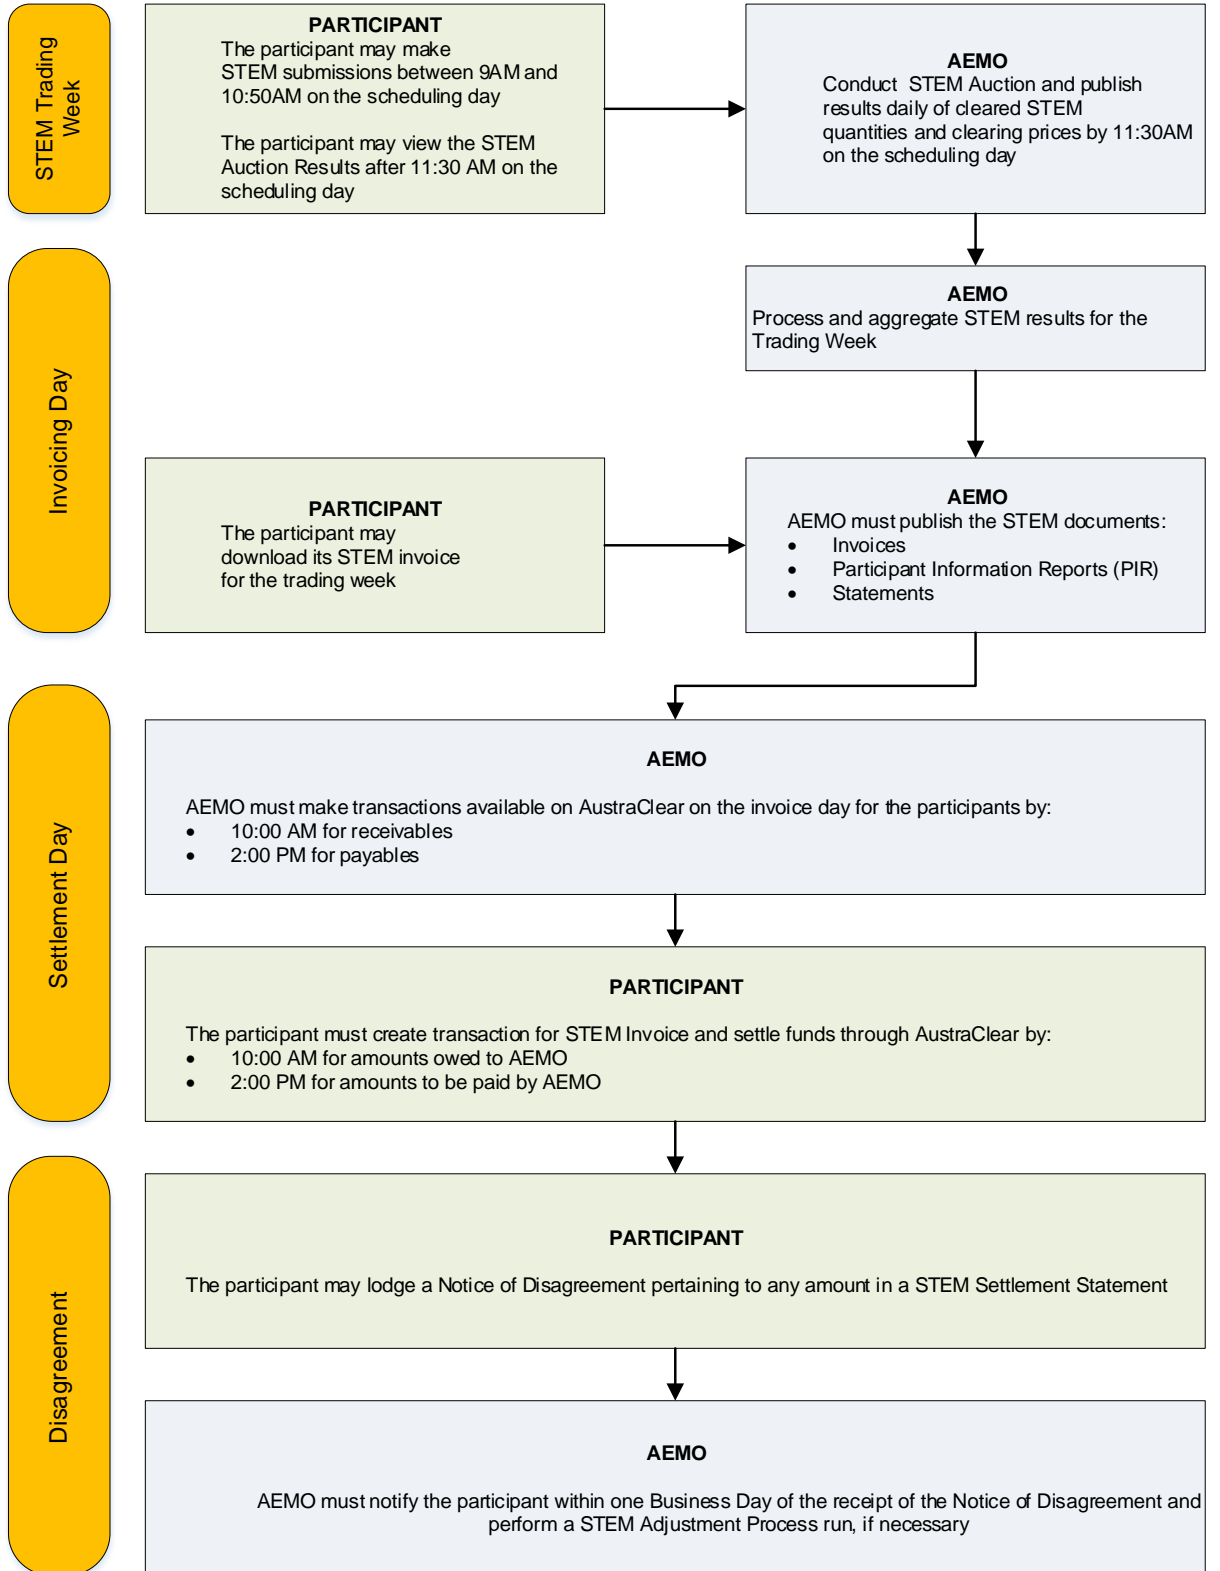 STEM Trading
Week
PARTICIPANT
The participant may make
STEM submissions between 9AM and
10:50AM on the scheduling day
The participant may view the STEM
Auction Results after 11:30 AM on the
scheduling day
AEMO
Conduct STEM Auction and publish
results daily of cleared STEM
quantities and clearing prices by 11:30AM
on the scheduling day
Invoicing Day
AEMO
Process and aggregate STEM results for the
Trading Week
PARTICIPANT
The participant may
download its STEM invoice
for the trading week
AEMO
AEMO must publish the STEM documents:
• Invoices
• Participant Information Reports (PIR)
• Statements
Settlement Day
AEMO
AEMO must make transactions available on AustraClear on the invoice day for the participants by:
• 10:00 AM for receivables
• 2:00 PM for payables
PARTICIPANT
The participant must create transaction for STEM Invoice and settle funds through AustraClear by:
• 10:00 AM for amounts owed to AEMO
• 2:00 PM for amounts to be paid by AEMO
Disagreement
PARTICIPANT
The participant may lodge a Notice of Disagreement pertaining to any amount in a STEM Settlement Statement
AEMO
AEMO must notify the participant within one Business Day of the receipt of the Notice of Disagreement and
perform a STEM Adjustment Process run, if necessary